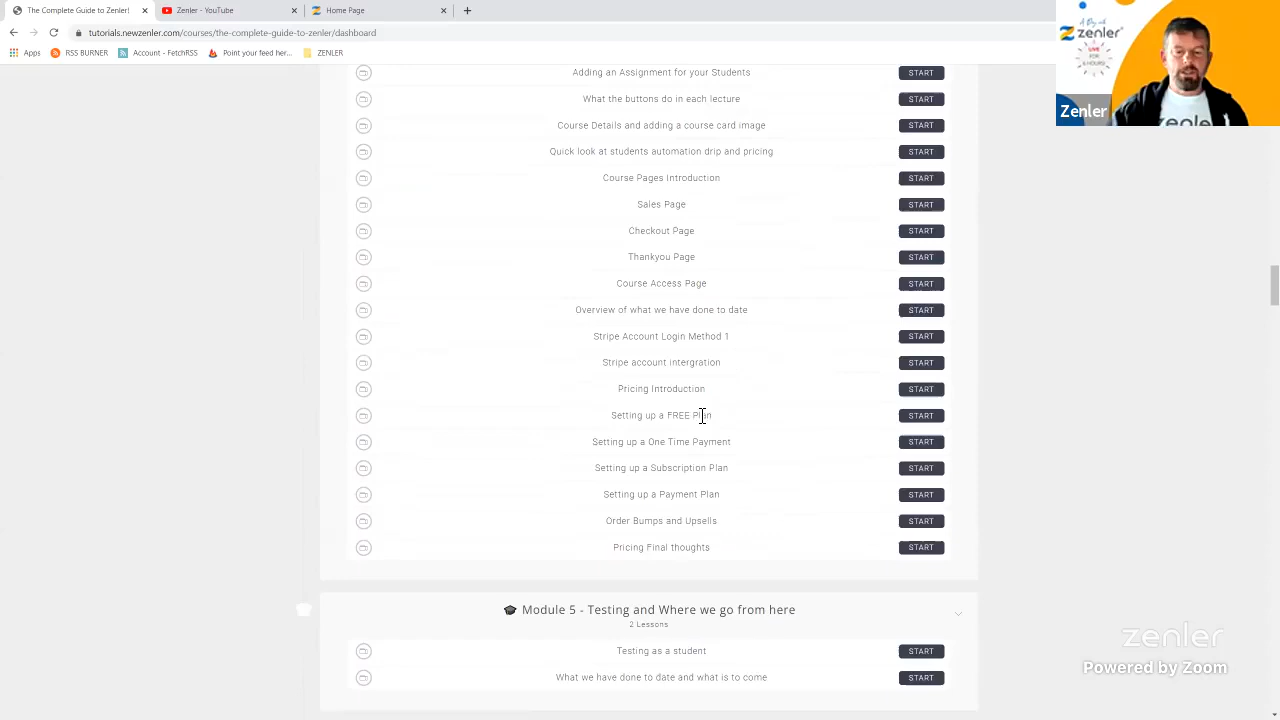 The Complete Guide to Zenler!
Zenler - YouTube
Home Page
tutorials.newzenler.com/courses/the-complete-guide-to-zenler/dashboard
Apps
RSS BURNER
Account - FetchRSS
Point your feed her...
ZENLER
A Day with
zenler
LIVE
FOR
6 HOURS
zenler
Zenler
Adding an Assignment for your Students START
What the buttons do in each lecture START
Course Details and adding a course card image START
Quick look at students automation drip and pricing START
Course Pages Introduction START
Sales Page START
Checkout Page START
Thankyou Page START
Course Access Page START
Overview of what we have done to date START
Stripe Account Login Method 1 START
Stripe account intergration START
Pricing Introduction START
Setting up a FREE Plan START
Setting up a One Time Payment START
Setting up a Subscription Plan START
Setting up a Payment Plan START
Order Bumps and Upsells START
Pricing final thoughts START
Module 5 - Testing and Where we go from here
2 Lessons
Testing as a student START
What we have done to date and what is to come START
zenler
Powered by Zoom